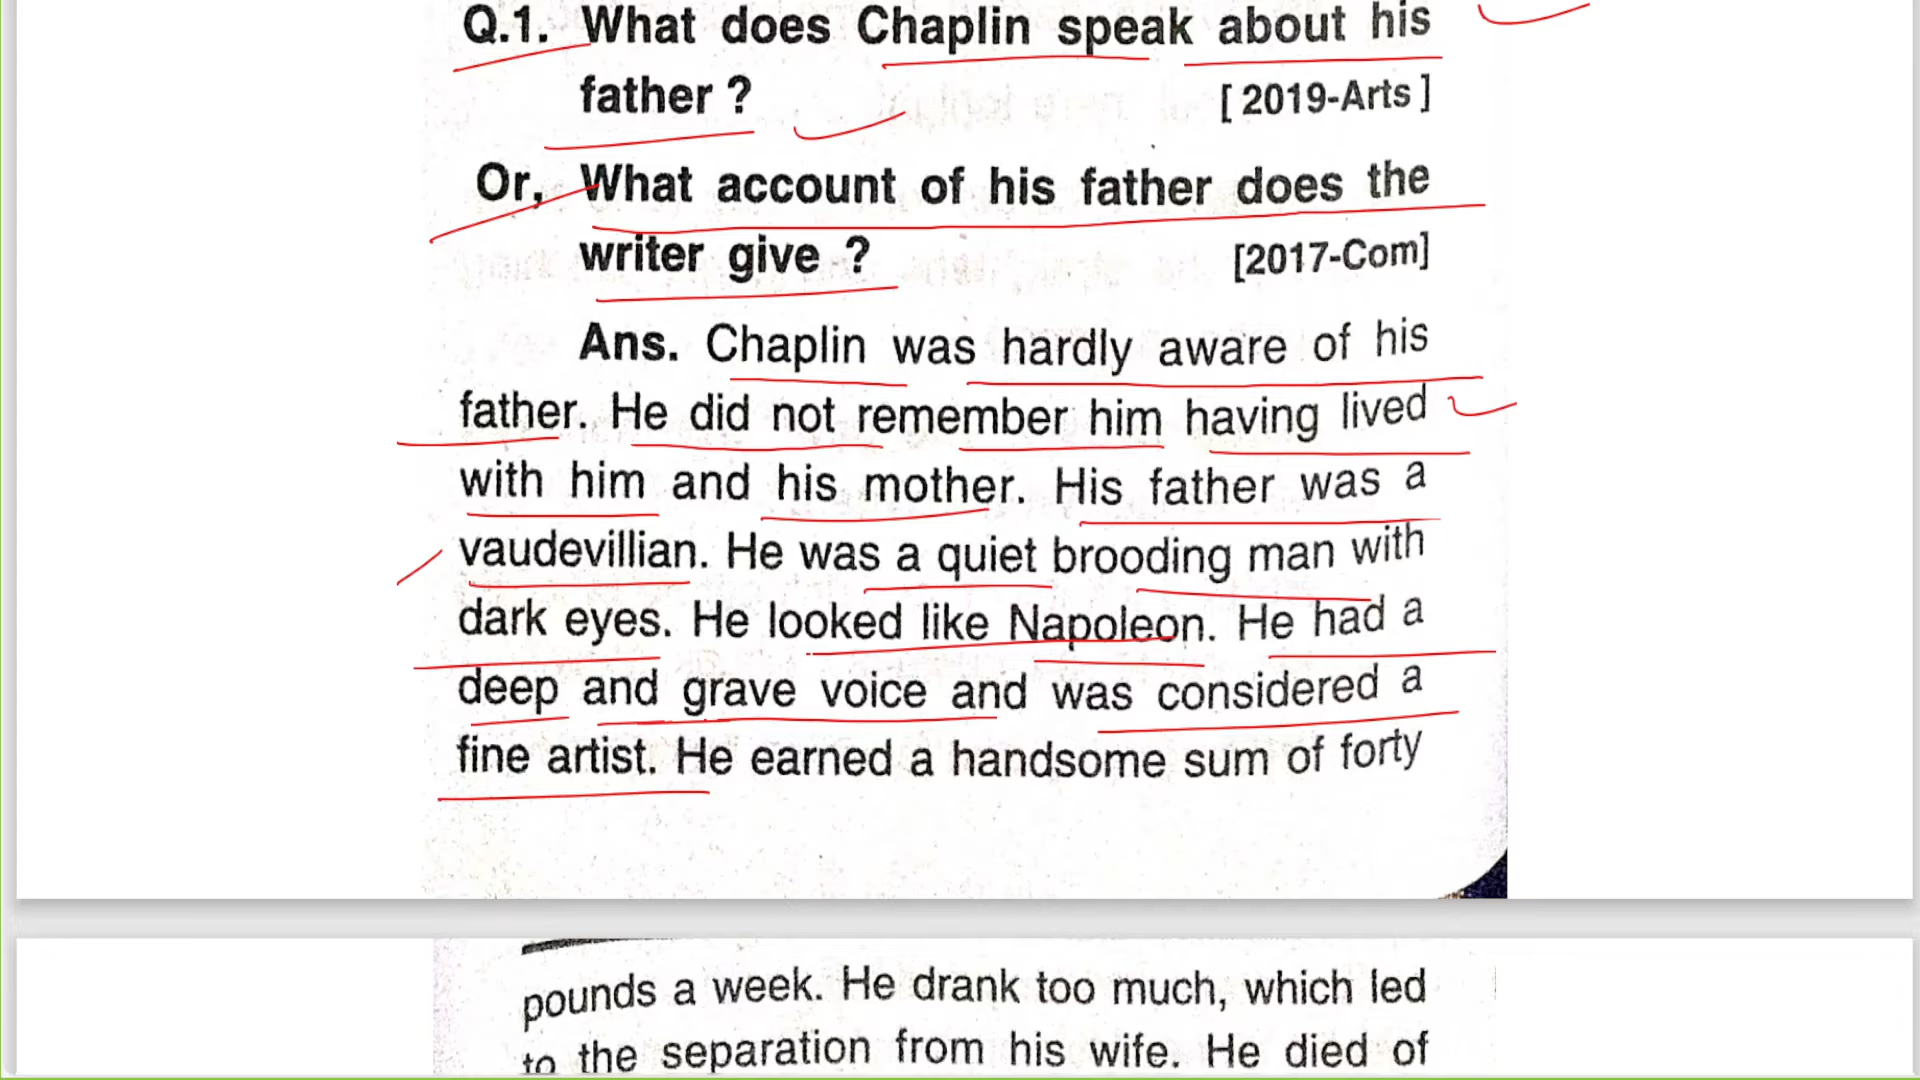 Q.1. What does Chaplin speak about his
father ? [ 2019-Arts ]
Or, What account of his father does the
writer give ? [2017-Com]
Ans. Chaplin was hardly aware of his
father. He did not remember him having lived
with him and his mother. His father was a
vaudevillian. He was a quiet brooding man with
dark eyes. He looked like Napoleon. He had a
deep and grave voice and was considered a
fine artist. He earned a handsome sum of forty
pounds a week. He drank too much, which led
to the separation from his wife. He died of